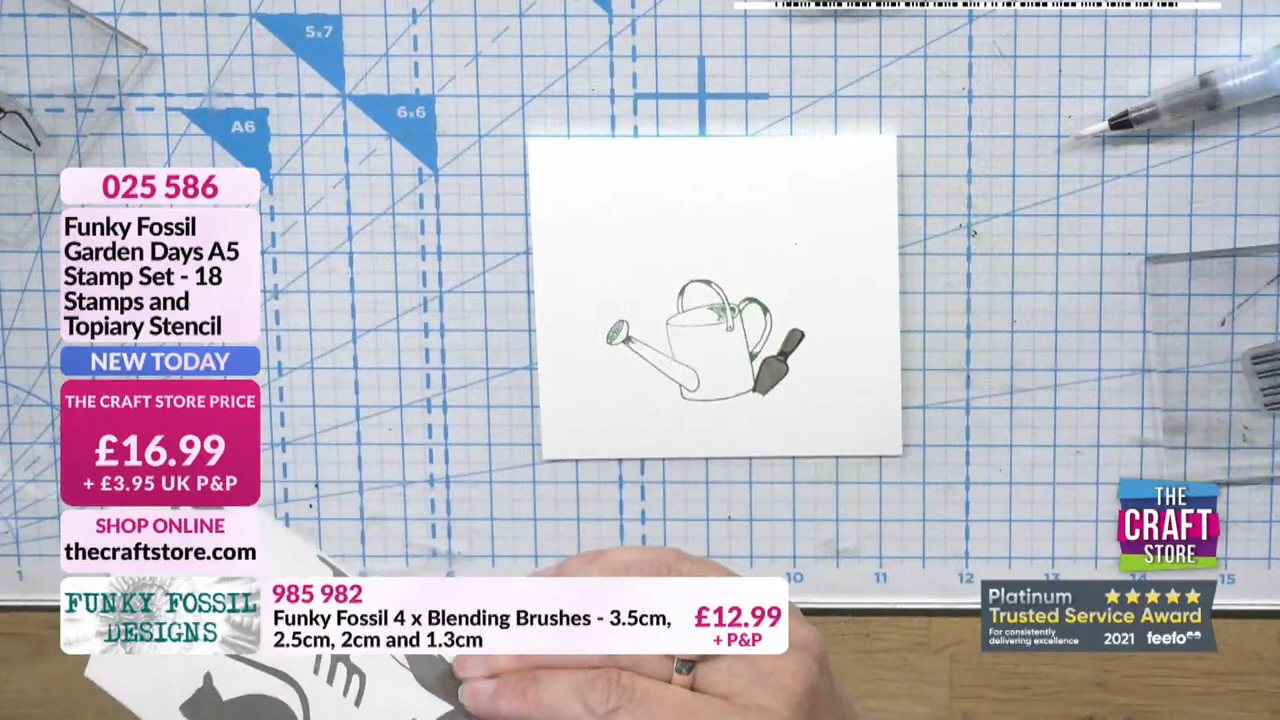 5x7
6x6
A6
025 586
Funky Fossil
Garden Days A5
Stamp Set - 18
Stamps and
Topiary Stencil
NEW TODAY
THE CRAFT STORE PRICE
£16.99
+ £3.95 UK P&P
SHOP ONLINE
thecraftstore.com
FUNKY FOSSIL
DESIGNS
985 982
Funky Fossil 4 x Blending Brushes - 3.5cm,
2.5cm, 2cm and 1.3cm
£12.99
+ P&P
1
10
11
12
13
14
15
THE
CRAFT
STORE
Platinum
Trusted Service Award
For consistently
delivering excellence
2021 feefo